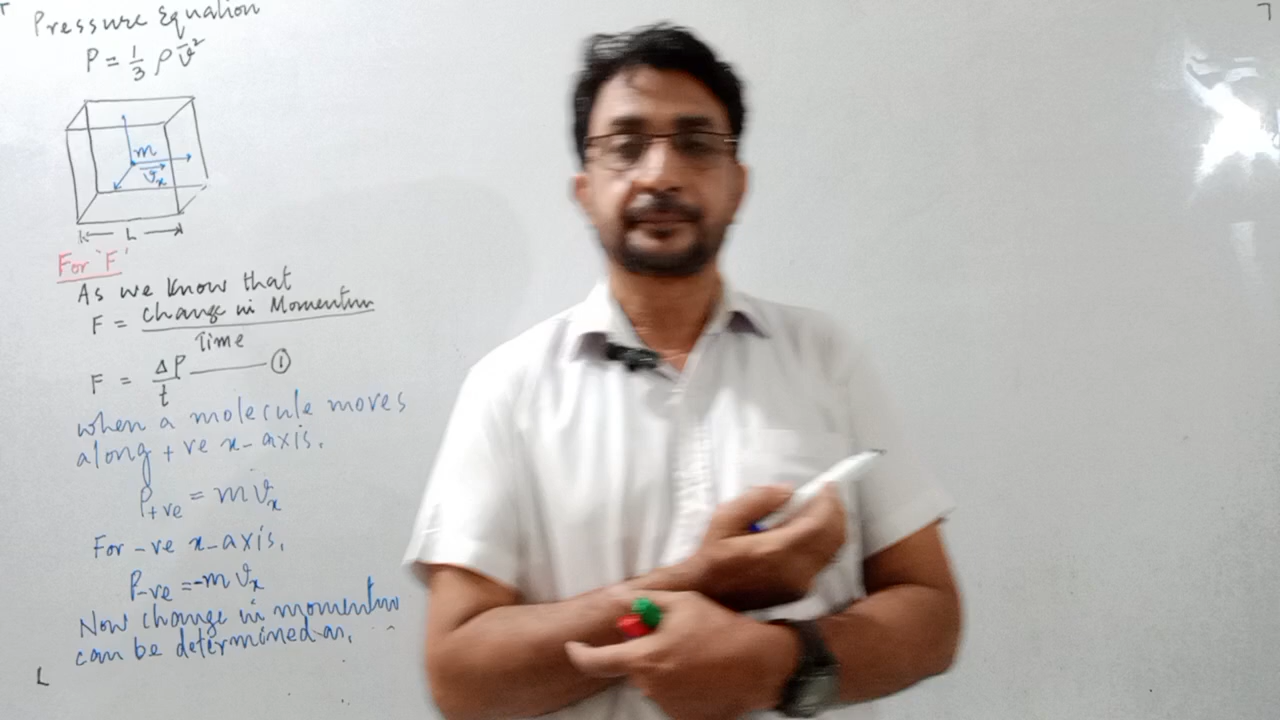 Pressure Equation
P = 1/3 ρ v̄²
m
v⃗x
L
For 'F'
As we know that
F = Change in Momentum / Time
F = ΔP / t ——— ①
when a molecule moves
along +ve x-axis.
P+ve = m vx
For -ve x-axis,
P-ve = -m vx
Now change in momentum
can be determined as,